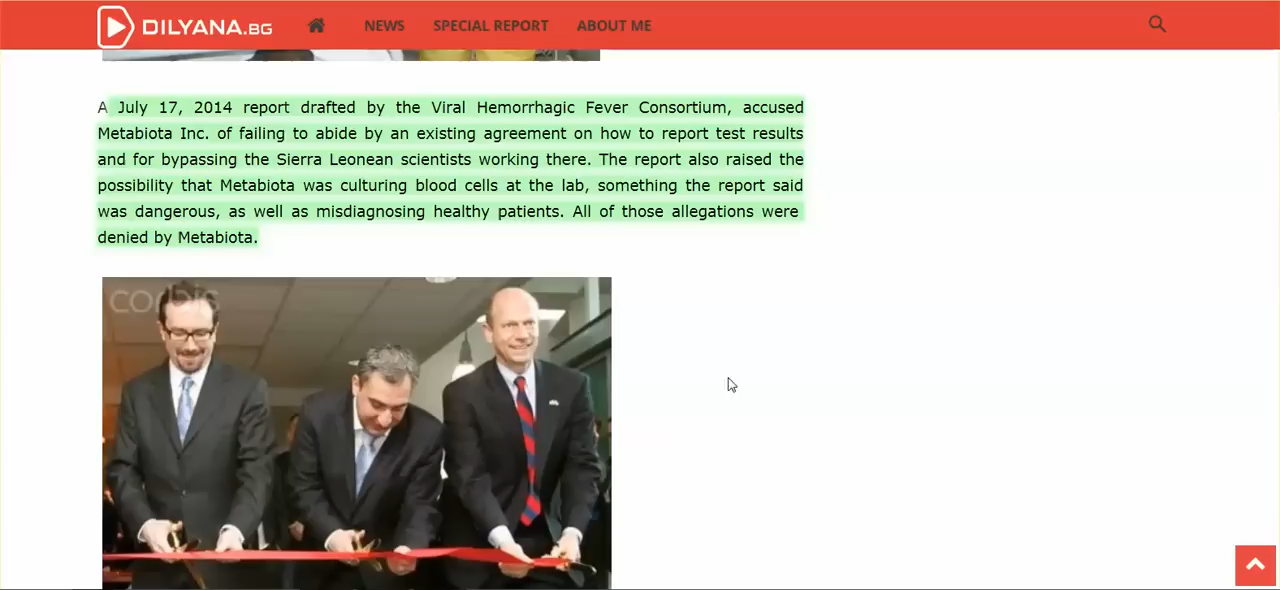 DILYANA.BG
NEWS
SPECIAL REPORT
ABOUT ME
A July 17, 2014 report drafted by the Viral Hemorrhagic Fever Consortium, accused
Metabiota Inc. of failing to abide by an existing agreement on how to report test results
and for bypassing the Sierra Leonean scientists working there. The report also raised the
possibility that Metabiota was culturing blood cells at the lab, something the report said
was dangerous, as well as misdiagnosing healthy patients. All of those allegations were
denied by Metabiota.